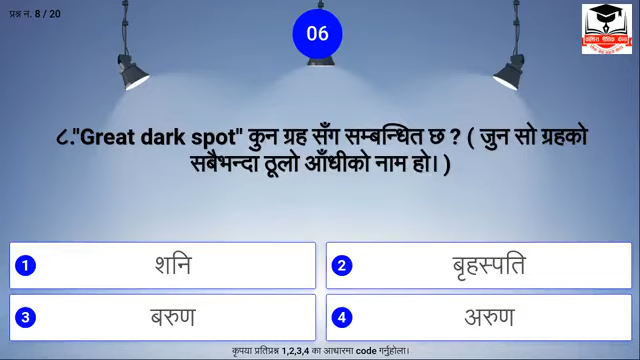 प्रश्न न. 8 / 20
06
८."Great dark spot" कुन ग्रह सँग सम्बन्धित छ ? ( जुन सो ग्रहको
सबैभन्दा ठूलो आँधीको नाम हो। )
1 शनि
2 बृहस्पति
3 बरुण
4 अरुण
कृपया प्रतिप्रश्न 1,2,3,4 का आधारमा code गर्नुहोला।